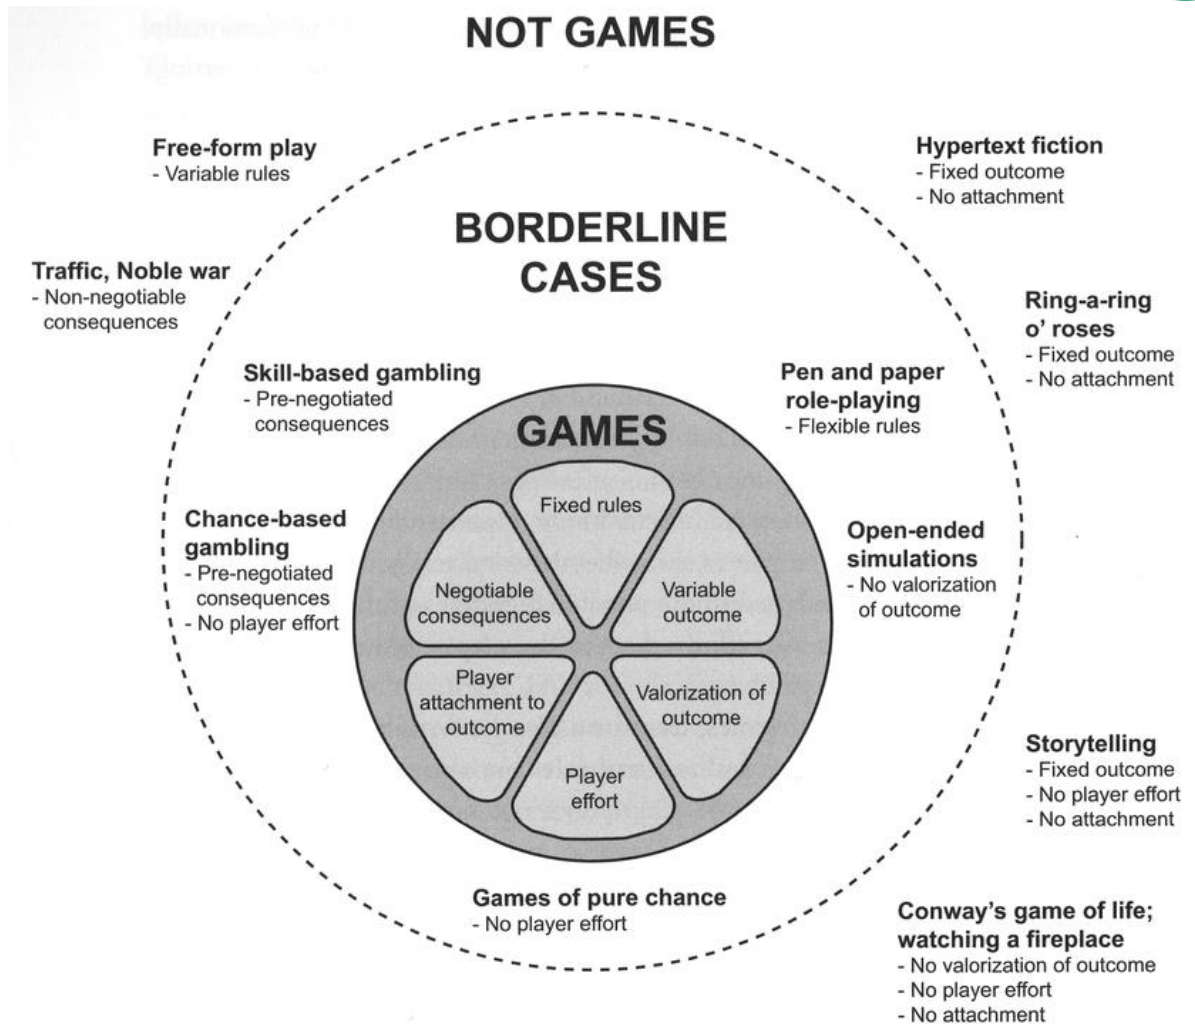 NOT GAMES
Free-form play
- Variable rules
Hypertext fiction
- Fixed outcome
- No attachment
BORDERLINE
CASES
Traffic, Noble war
- Non-negotiable
consequences
Ring-a-ring
o' roses
- Fixed outcome
- No attachment
Skill-based gambling
- Pre-negotiated
consequences
Pen and paper
role-playing
- Flexible rules
GAMES
Fixed rules
Chance-based
gambling
- Pre-negotiated
consequences
- No player effort
Negotiable
consequences
Variable
outcome
Open-ended
simulations
- No valorization
of outcome
Player
attachment to
outcome
Valorization of
outcome
Player
effort
Storytelling
- Fixed outcome
- No player effort
- No attachment
Games of pure chance
- No player effort
Conway's game of life;
watching a fireplace
- No valorization of outcome
- No player effort
- No attachment